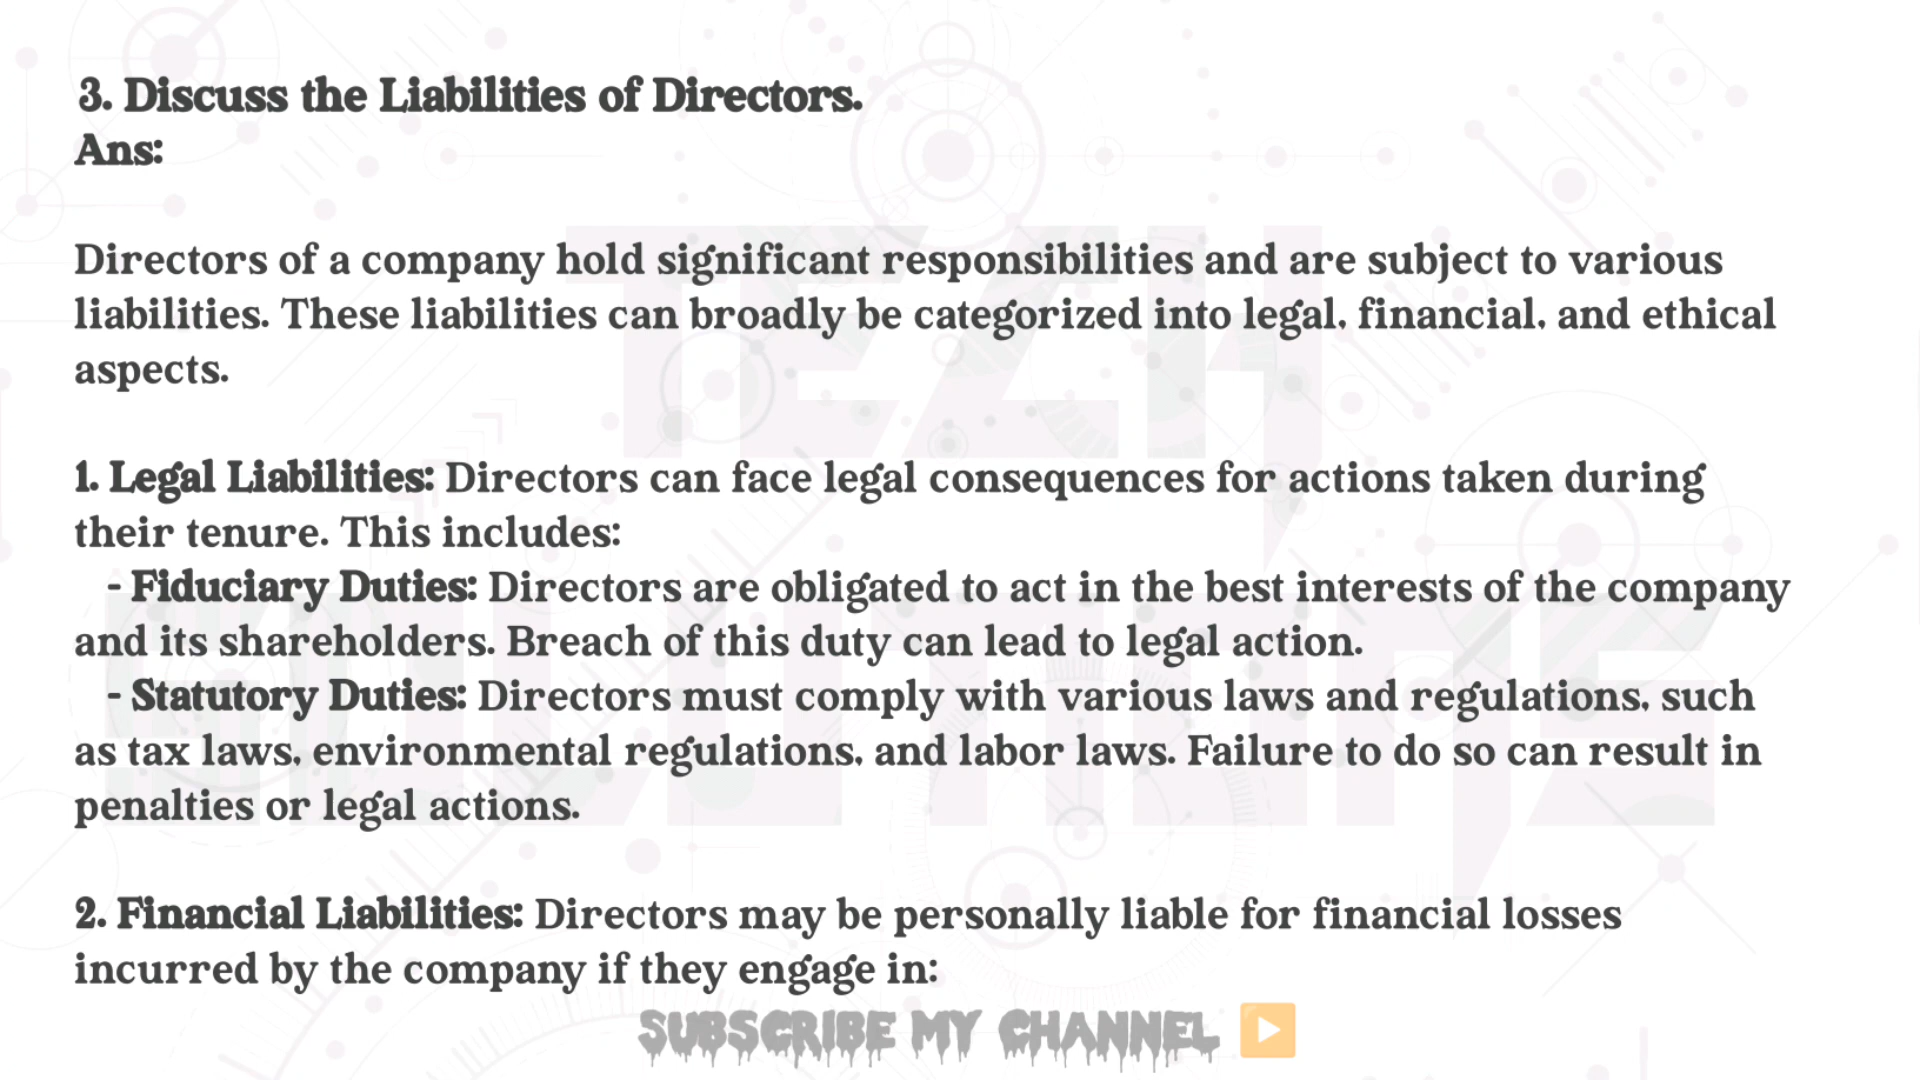 3. Discuss the Liabilities of Directors.
Ans:
Directors of a company hold significant responsibilities and are subject to various
liabilities. These liabilities can broadly be categorized into legal, financial, and ethical
aspects.
1. Legal Liabilities: Directors can face legal consequences for actions taken during
their tenure. This includes:
- Fiduciary Duties: Directors are obligated to act in the best interests of the company
and its shareholders. Breach of this duty can lead to legal action.
- Statutory Duties: Directors must comply with various laws and regulations, such
as tax laws, environmental regulations, and labor laws. Failure to do so can result in
penalties or legal actions.
2. Financial Liabilities: Directors may be personally liable for financial losses
incurred by the company if they engage in:
SUBSCRIBE MY CHANNEL